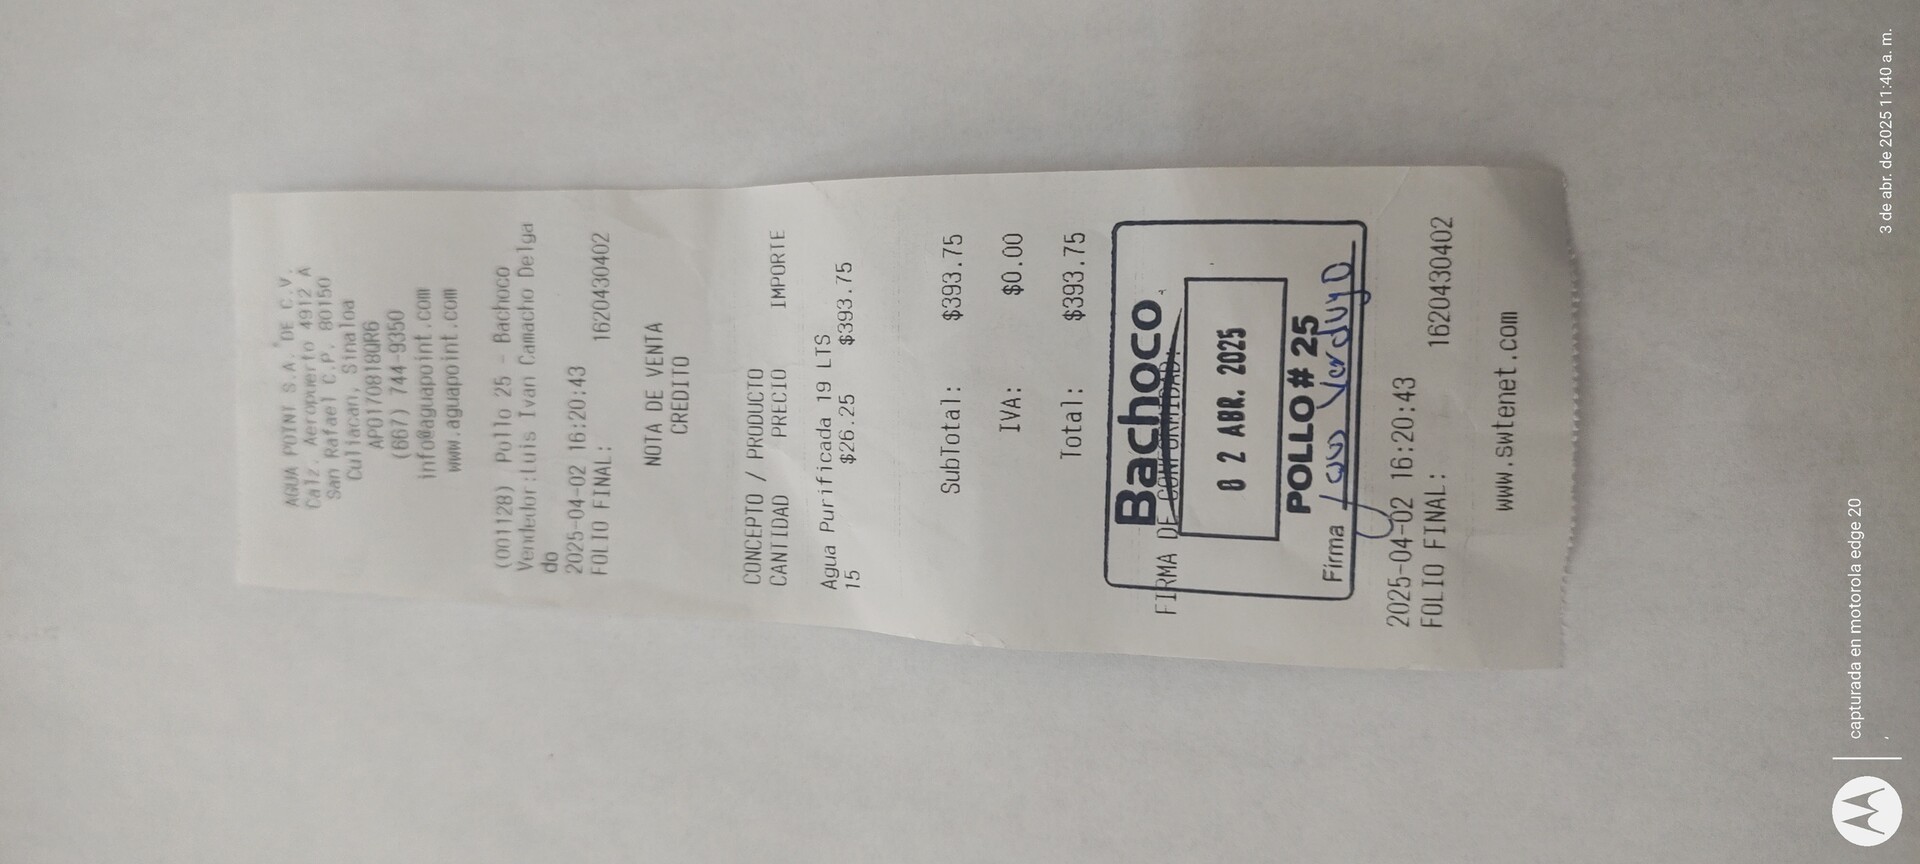 AGUA POINT S.A. DE C.V.
Calz. Aeropuerto 4912 A
San Rafael C.P. 80150
Culiacan, Sinaloa
APO170818QR6
(667) 744-9350
info@aguapoint.com
www.aguapoint.com
(001128) Pollo 25 - Bachoco
Vendedor:Luis Ivan Camacho Delga
do
2025-04-02 16:20:43
FOLIO FINAL: 1620430402
NOTA DE VENTA
CREDITO
CONCEPTO / PRODUCTO
CANTIDAD PRECIO IMPORTE
Agua Purificada 19 LTS
15 $26.25 $393.75
SubTotal: $393.75
IVA: $0.00
Total: $393.75
Bachoco
FIRMA DE CONFORMIDAD.
02 ABR. 2025
POLLO # 25
Firma Verduyo
2025-04-02 16:20:43
FOLIO FINAL: 1620430402
www.swtenet.com
capturada en motorola edge 20
,
3 de abr. de 2025 11:40 a. m.